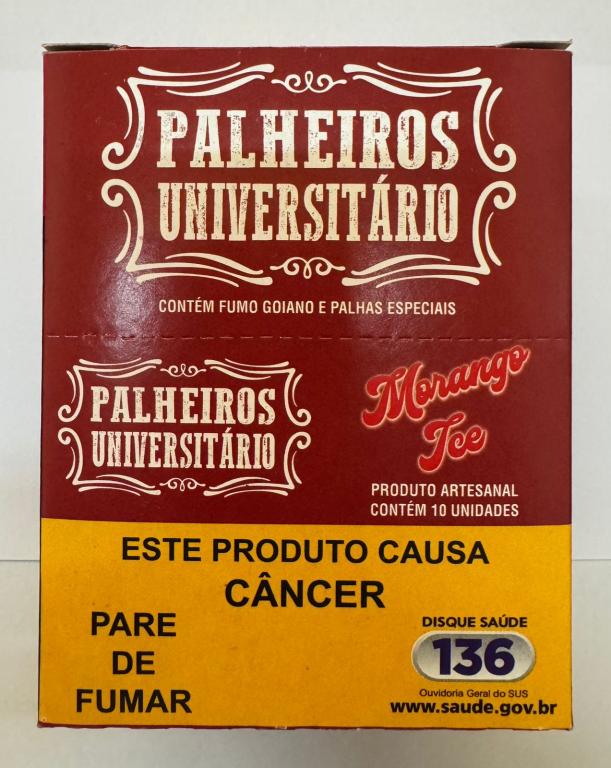 PALHEIROS
UNIVERSITÁRIO
CONTÉM FUMO GOIANO E PALHAS ESPECIAIS
PALHEIROS
UNIVERSITÁRIO
Morango
Ice
PRODUTO ARTESANAL
CONTÉM 10 UNIDADES
ESTE PRODUTO CAUSA
CÂNCER
PARE
DE
FUMAR
DISQUE SAÚDE
136
Ouvidoria Geral do SUS
www.saude.gov.br